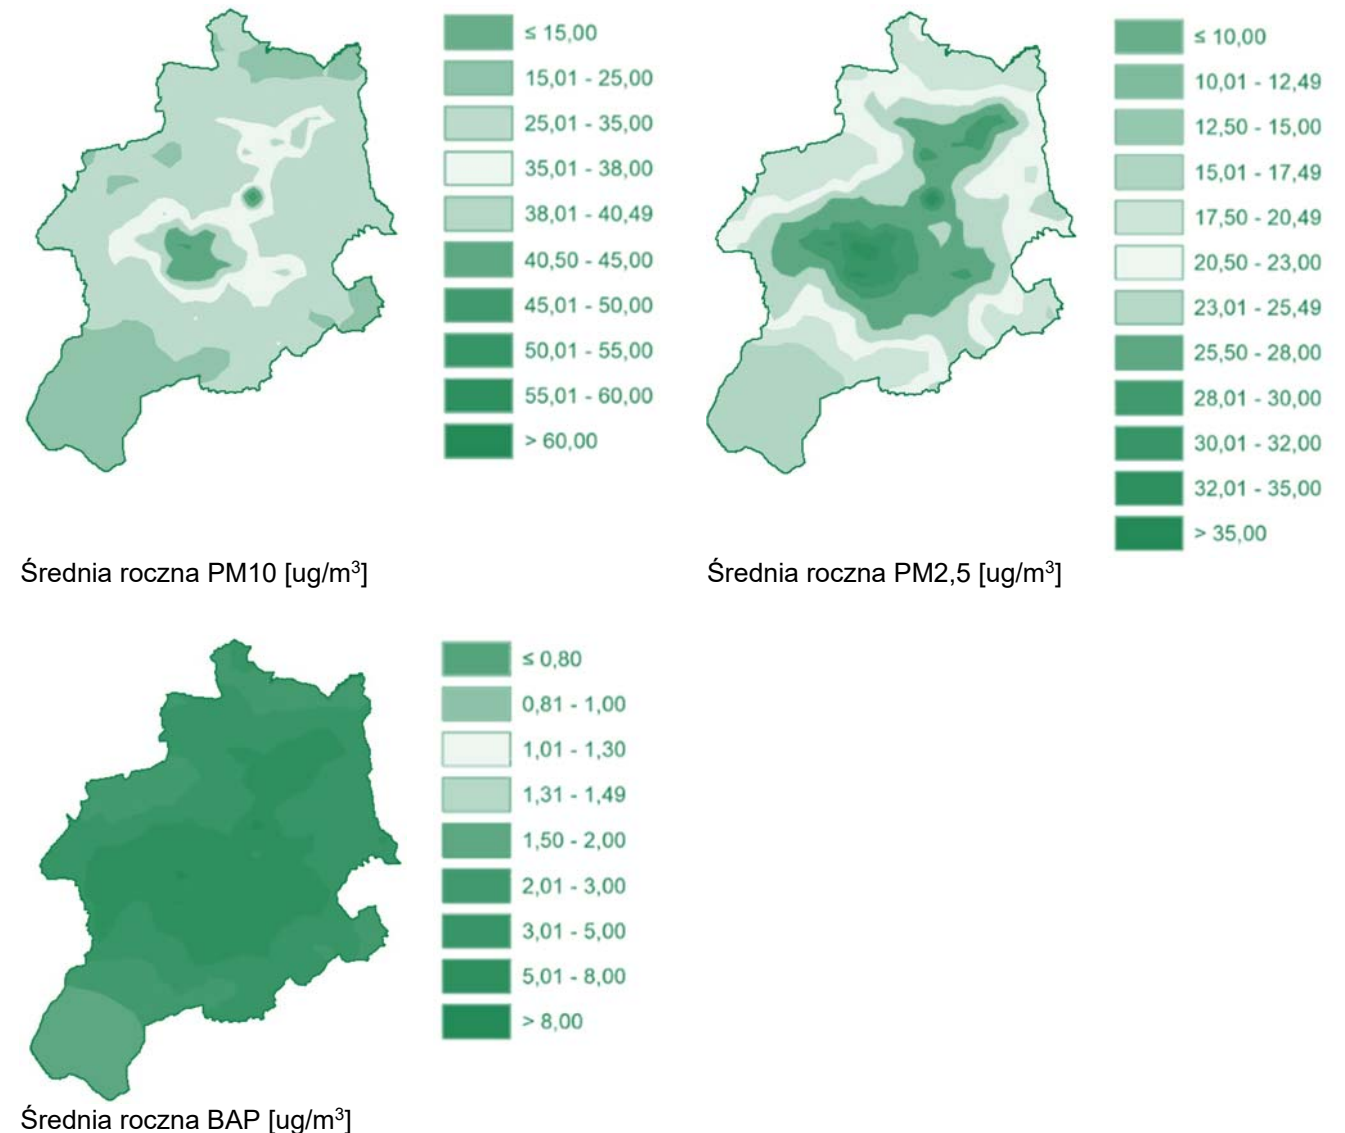 ≤ 15,00
15,01 - 25,00
25,01 - 35,00
35,01 - 38,00
38,01 - 40,49
40,50 - 45,00
45,01 - 50,00
50,01 - 55,00
55,01 - 60,00
> 60,00
Średnia roczna PM10 [ug/m³]
≤ 10,00
10,01 - 12,49
12,50 - 15,00
15,01 - 17,49
17,50 - 20,49
20,50 - 23,00
23,01 - 25,49
25,50 - 28,00
28,01 - 30,00
30,01 - 32,00
32,01 - 35,00
> 35,00
Średnia roczna PM2,5 [ug/m³]
≤ 0,80
0,81 - 1,00
1,01 - 1,30
1,31 - 1,49
1,50 - 2,00
2,01 - 3,00
3,01 - 5,00
5,01 - 8,00
> 8,00
Średnia roczna BAP [ug/m³]